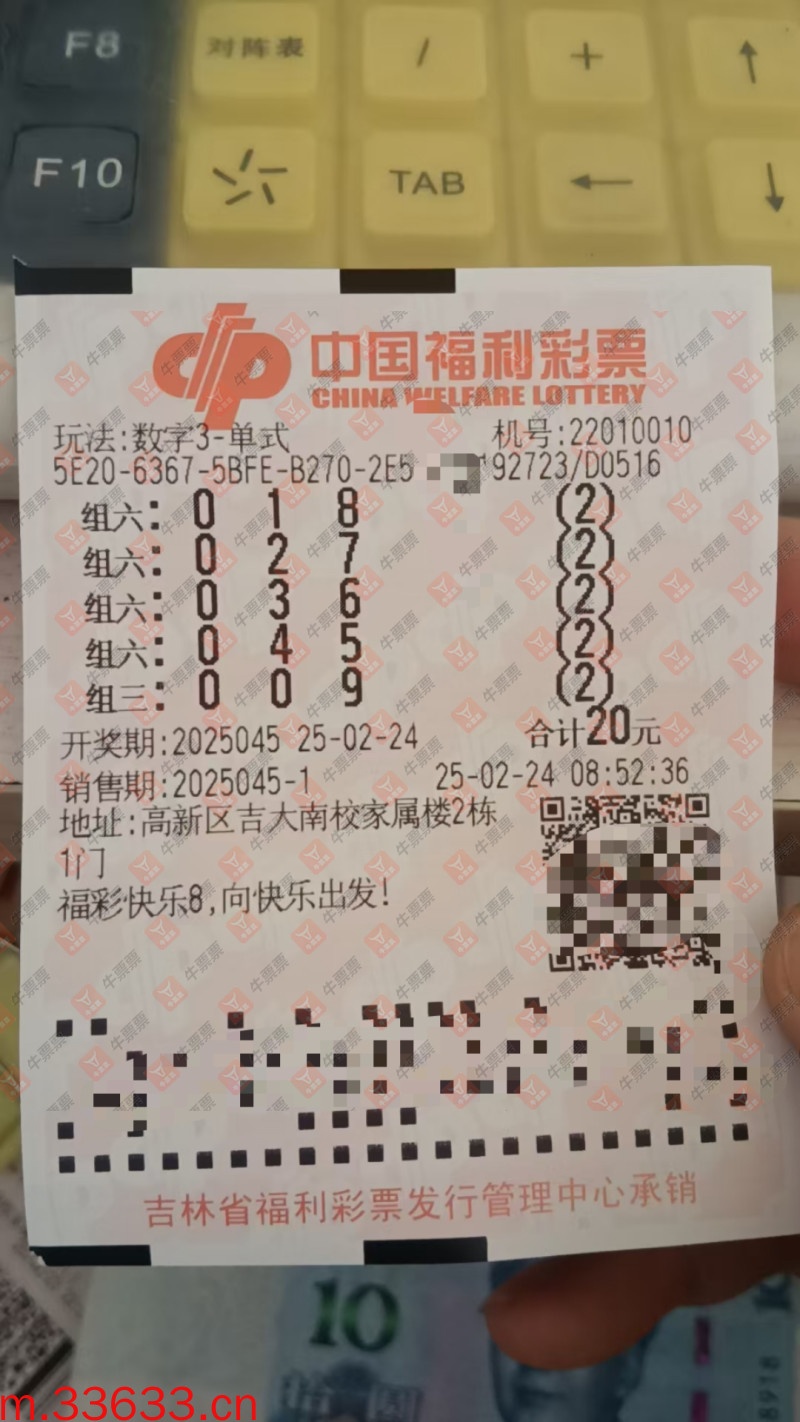 F8 对阵表 / + ↑
F10 TAB ← ↓
中国福利彩票
CHINA WELFARE LOTTERY
玩法:数字3-单式 机号:22010010
5E20-6367-5BFE-B270-2E5 192723/D0516
组六: 0 1 8 (2)
组六: 0 2 7 (2)
组六: 0 3 6 (2)
组六: 0 4 5 (2)
组三: 0 0 9 (2)
开奖期:2025045 25-02-24 合计20元
销售期:2025045-1 25-02-24 08:52:36
地址:高新区吉大南校家属楼2栋
1门
福彩快乐8,向快乐出发!
吉林省福利彩票发行管理中心承销
10
牛票票
m.33633.cn